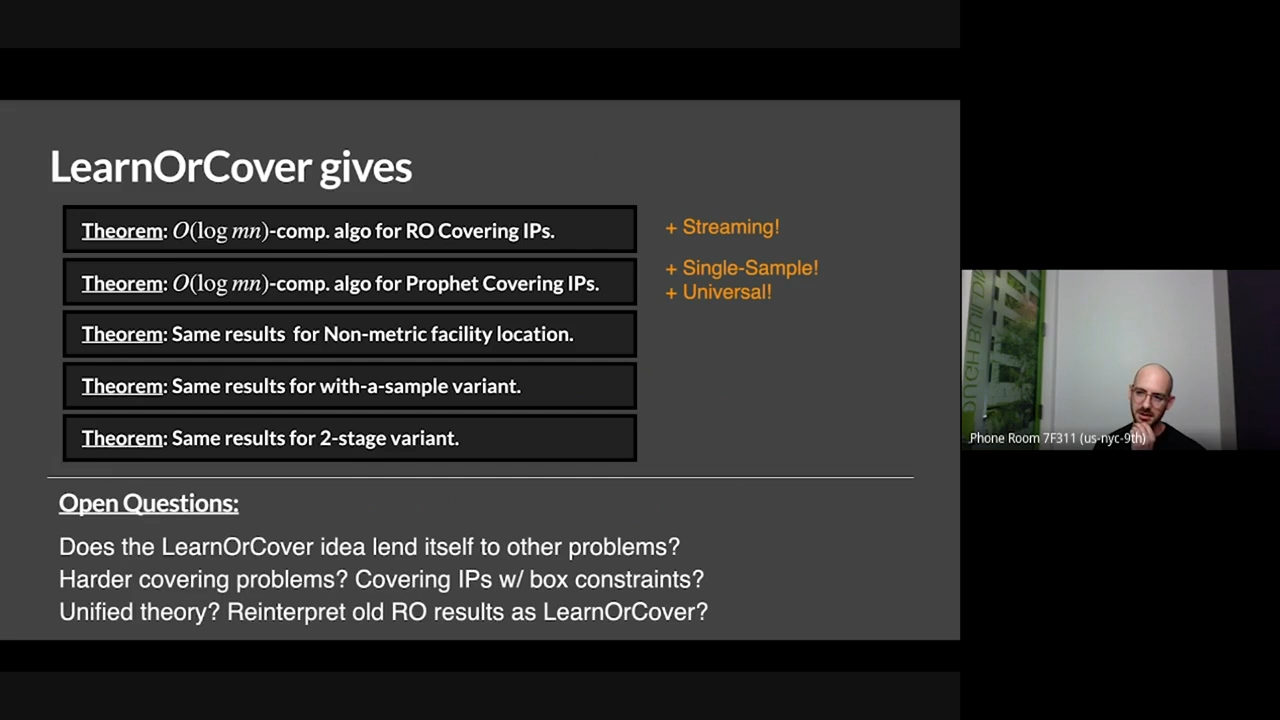 LearnOrCover gives
Theorem: O(log mn)-comp. algo for RO Covering IPs.
+ Streaming!
Theorem: O(log mn)-comp. algo for Prophet Covering IPs.
+ Single-Sample!
+ Universal!
Theorem: Same results for Non-metric facility location.
Theorem: Same results for with-a-sample variant.
Theorem: Same results for 2-stage variant.
Open Questions:
Does the LearnOrCover idea lend itself to other problems?
Harder covering problems? Covering IPs w/ box constraints?
Unified theory? Reinterpret old RO results as LearnOrCover?
Phone Room 7F311 (us-nyc-9th)